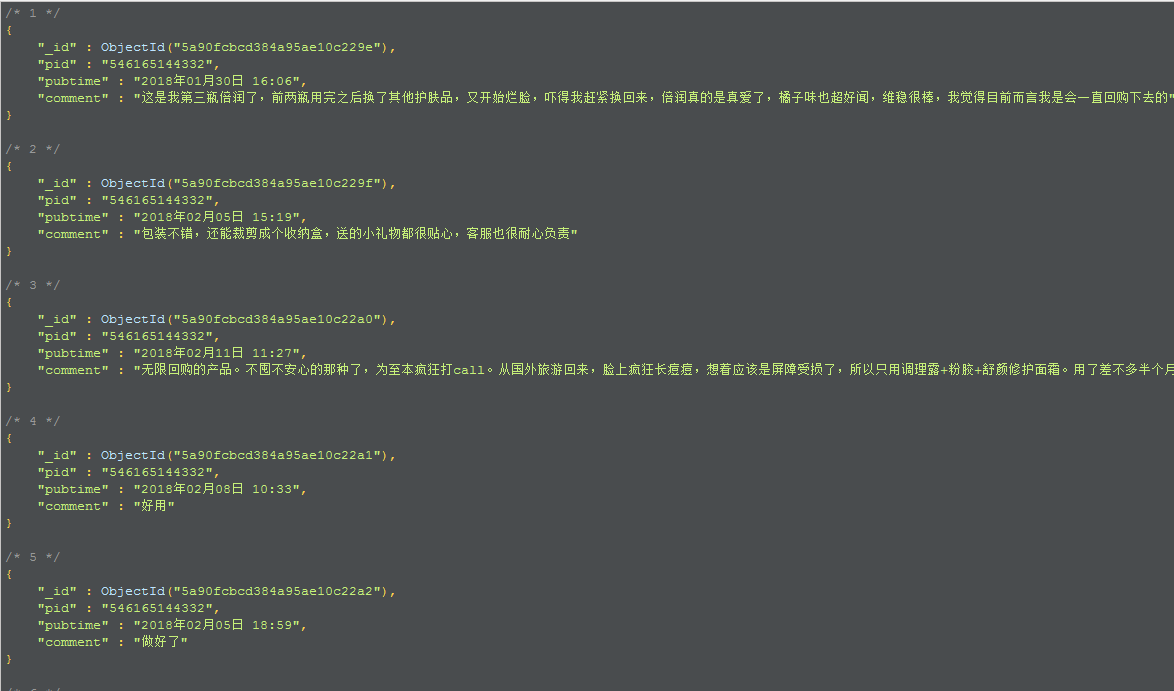 /* 1 */
{
"_id" : ObjectId("5a90fcbcd384a95ae10c229e"),
"pid" : "546165144332",
"pubtime" : "2018年01月30日 16:06",
"comment" : "这是我第三瓶倍润了，前两瓶用完之后换了其他护肤品，又开始烂脸，吓得我赶紧换回来，倍润真的是真爱了，橘子味也超好闻，维稳很棒，我觉得目前而言我是会一直回购下去的"
}
/* 2 */
{
"_id" : ObjectId("5a90fcbcd384a95ae10c229f"),
"pid" : "546165144332",
"pubtime" : "2018年02月05日 15:19",
"comment" : "包装不错，还能裁剪成个收纳盒，送的小礼物都很贴心，客服也很耐心负责"
}
/* 3 */
{
"_id" : ObjectId("5a90fcbcd384a95ae10c22a0"),
"pid" : "546165144332",
"pubtime" : "2018年02月11日 11:27",
"comment" : "无限回购的产品。不囤不安心的那种了，为至本疯狂打call。从国外旅游回来，脸上疯狂长痘痘，想着应该是屏障受损了，所以只用调理露+粉胶+舒颜修护面霜。用了差不多半个月
}
/* 4 */
{
"_id" : ObjectId("5a90fcbcd384a95ae10c22a1"),
"pid" : "546165144332",
"pubtime" : "2018年02月08日 10:33",
"comment" : "好用"
}
/* 5 */
{
"_id" : ObjectId("5a90fcbcd384a95ae10c22a2"),
"pid" : "546165144332",
"pubtime" : "2018年02月05日 18:59",
"comment" : "做好了"
}